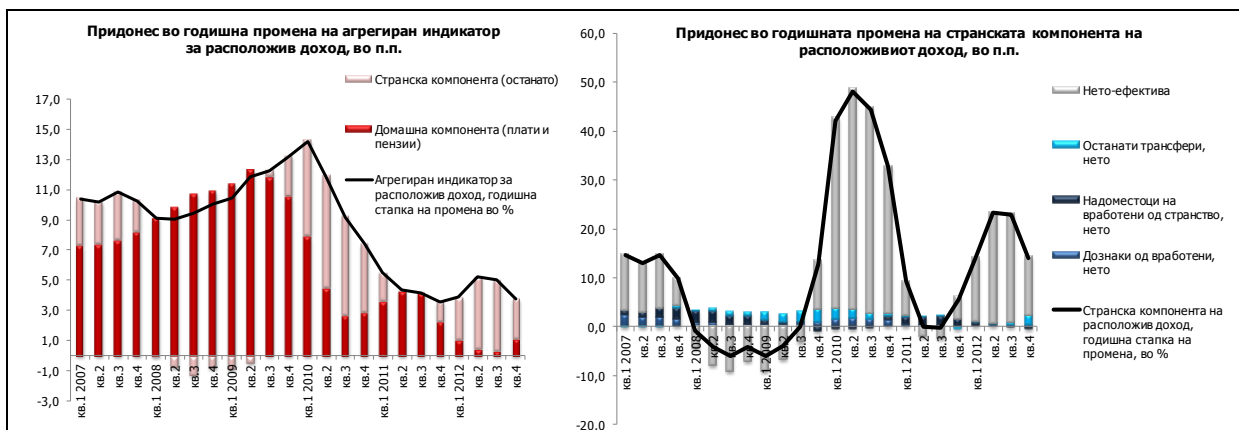 Придонес во годишна промена на агрегиран индикатор
за расположив доход, во п.п.
Странска компонента (останато)
Домашна компонента (плати и
пензии)
Агрегиран индикатор за
расположив доход, годишна
стапка на промена во %
17,0
15,0
13,0
11,0
9,0
7,0
5,0
3,0
1,0
-1,0
-3,0
кв.1 2007
кв.2
кв.3
кв.4
кв.1 2008
кв.2
кв.3
кв.4
кв.1 2009
кв.2
кв.3
кв.4
кв.1 2010
кв.2
кв.3
кв.4
кв.1 2011
кв.2
кв.3
кв.4
кв.1 2012
кв.2
кв.3
кв.4
Придонес во годишната промена на странската компонента на
расположивиот доход, во п.п.
60,0
50,0
40,0
30,0
20,0
10,0
0,0
-10,0
-20,0
Нето-ефектива
Останати трансфери,
нето
Надоместоци на
вработени од странство,
нето
Дознаки од вработени,
нето
Странска компонента на
расположив доход,
годишна стапка на
промена, во %
кв.1 2007
кв.2
кв.3
кв.4
кв.1 2008
кв.2
кв.3
кв.4
кв.1 2009
кв.2
кв.3
кв.4
кв.1 2010
кв.2
кв.3
кв.4
кв.1 2011
кв.2
кв.3
кв.4
кв.1 2012
кв.2
кв.3
кв.4